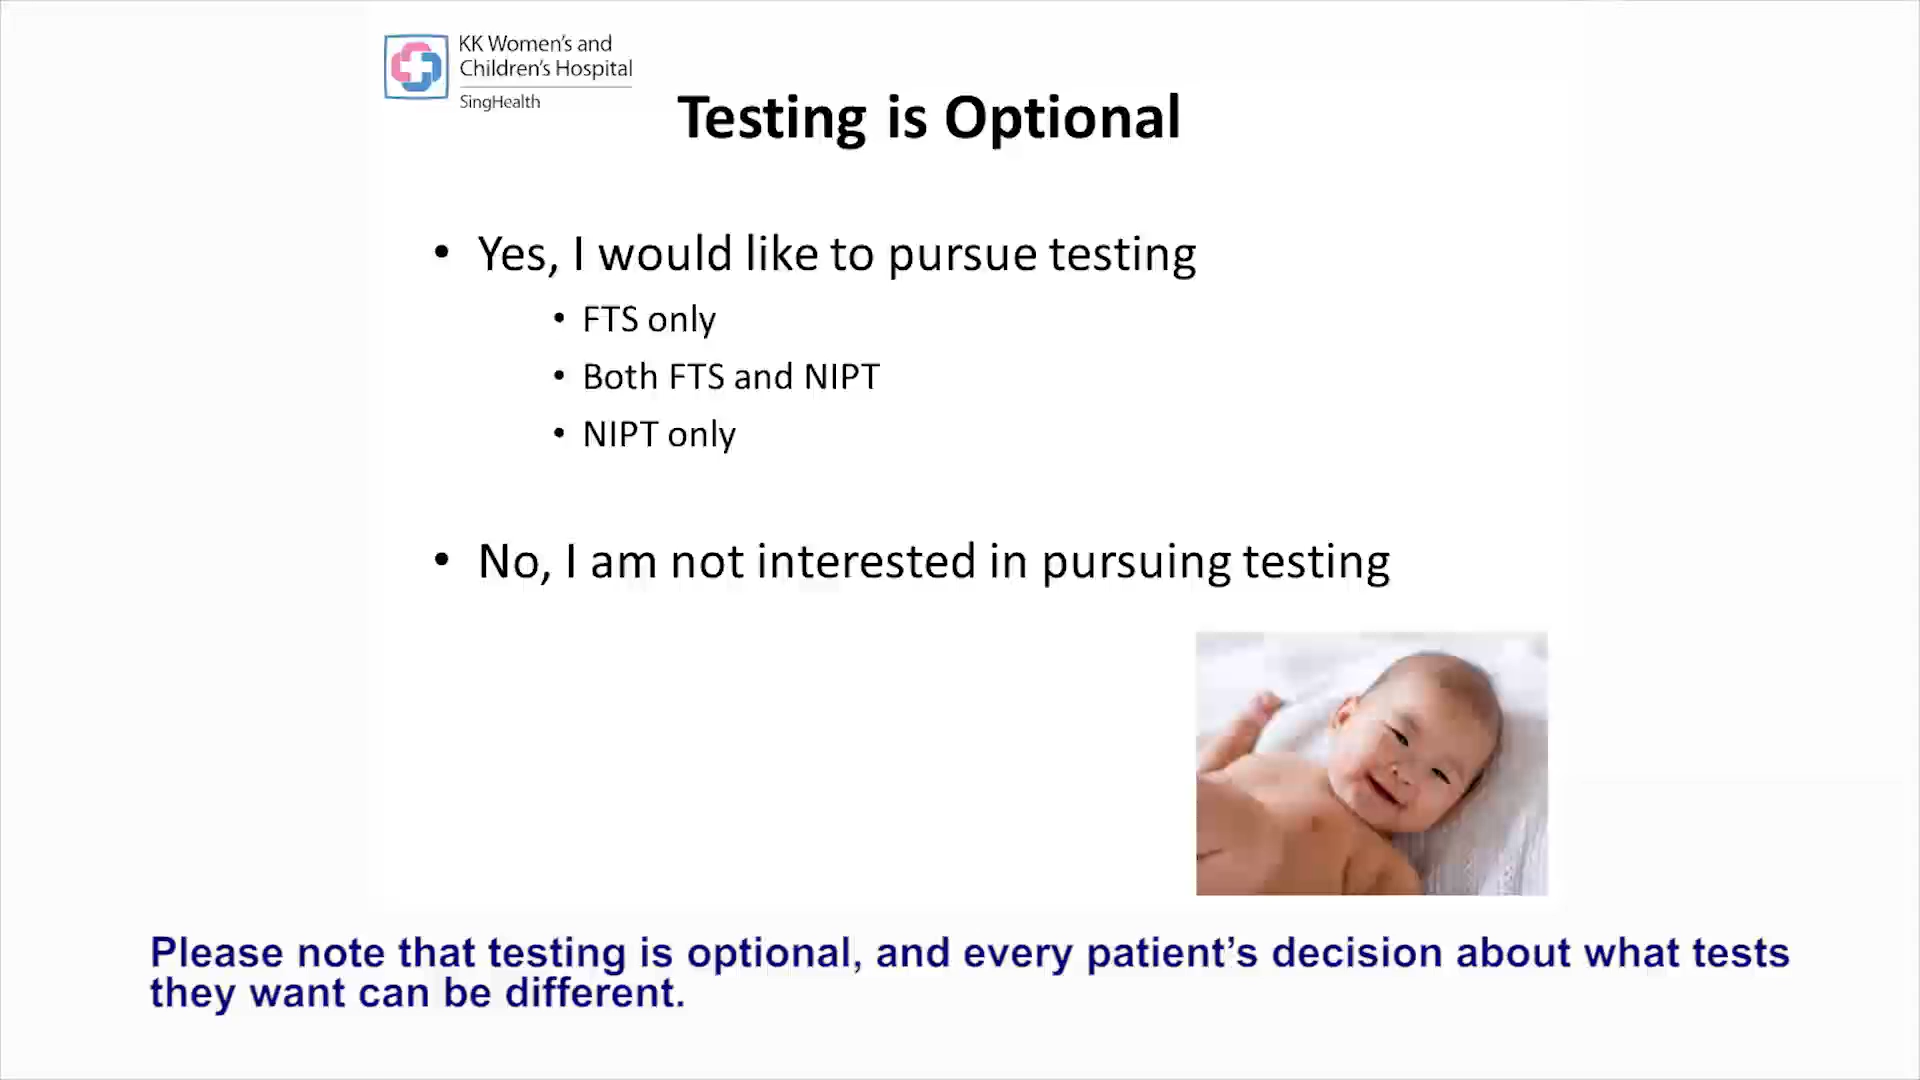 KK Women's and
Children's Hospital
SingHealth
Testing is Optional
• Yes, I would like to pursue testing
• FTS only
• Both FTS and NIPT
• NIPT only
• No, I am not interested in pursuing testing
Please note that testing is optional, and every patient's decision about what tests
they want can be different.